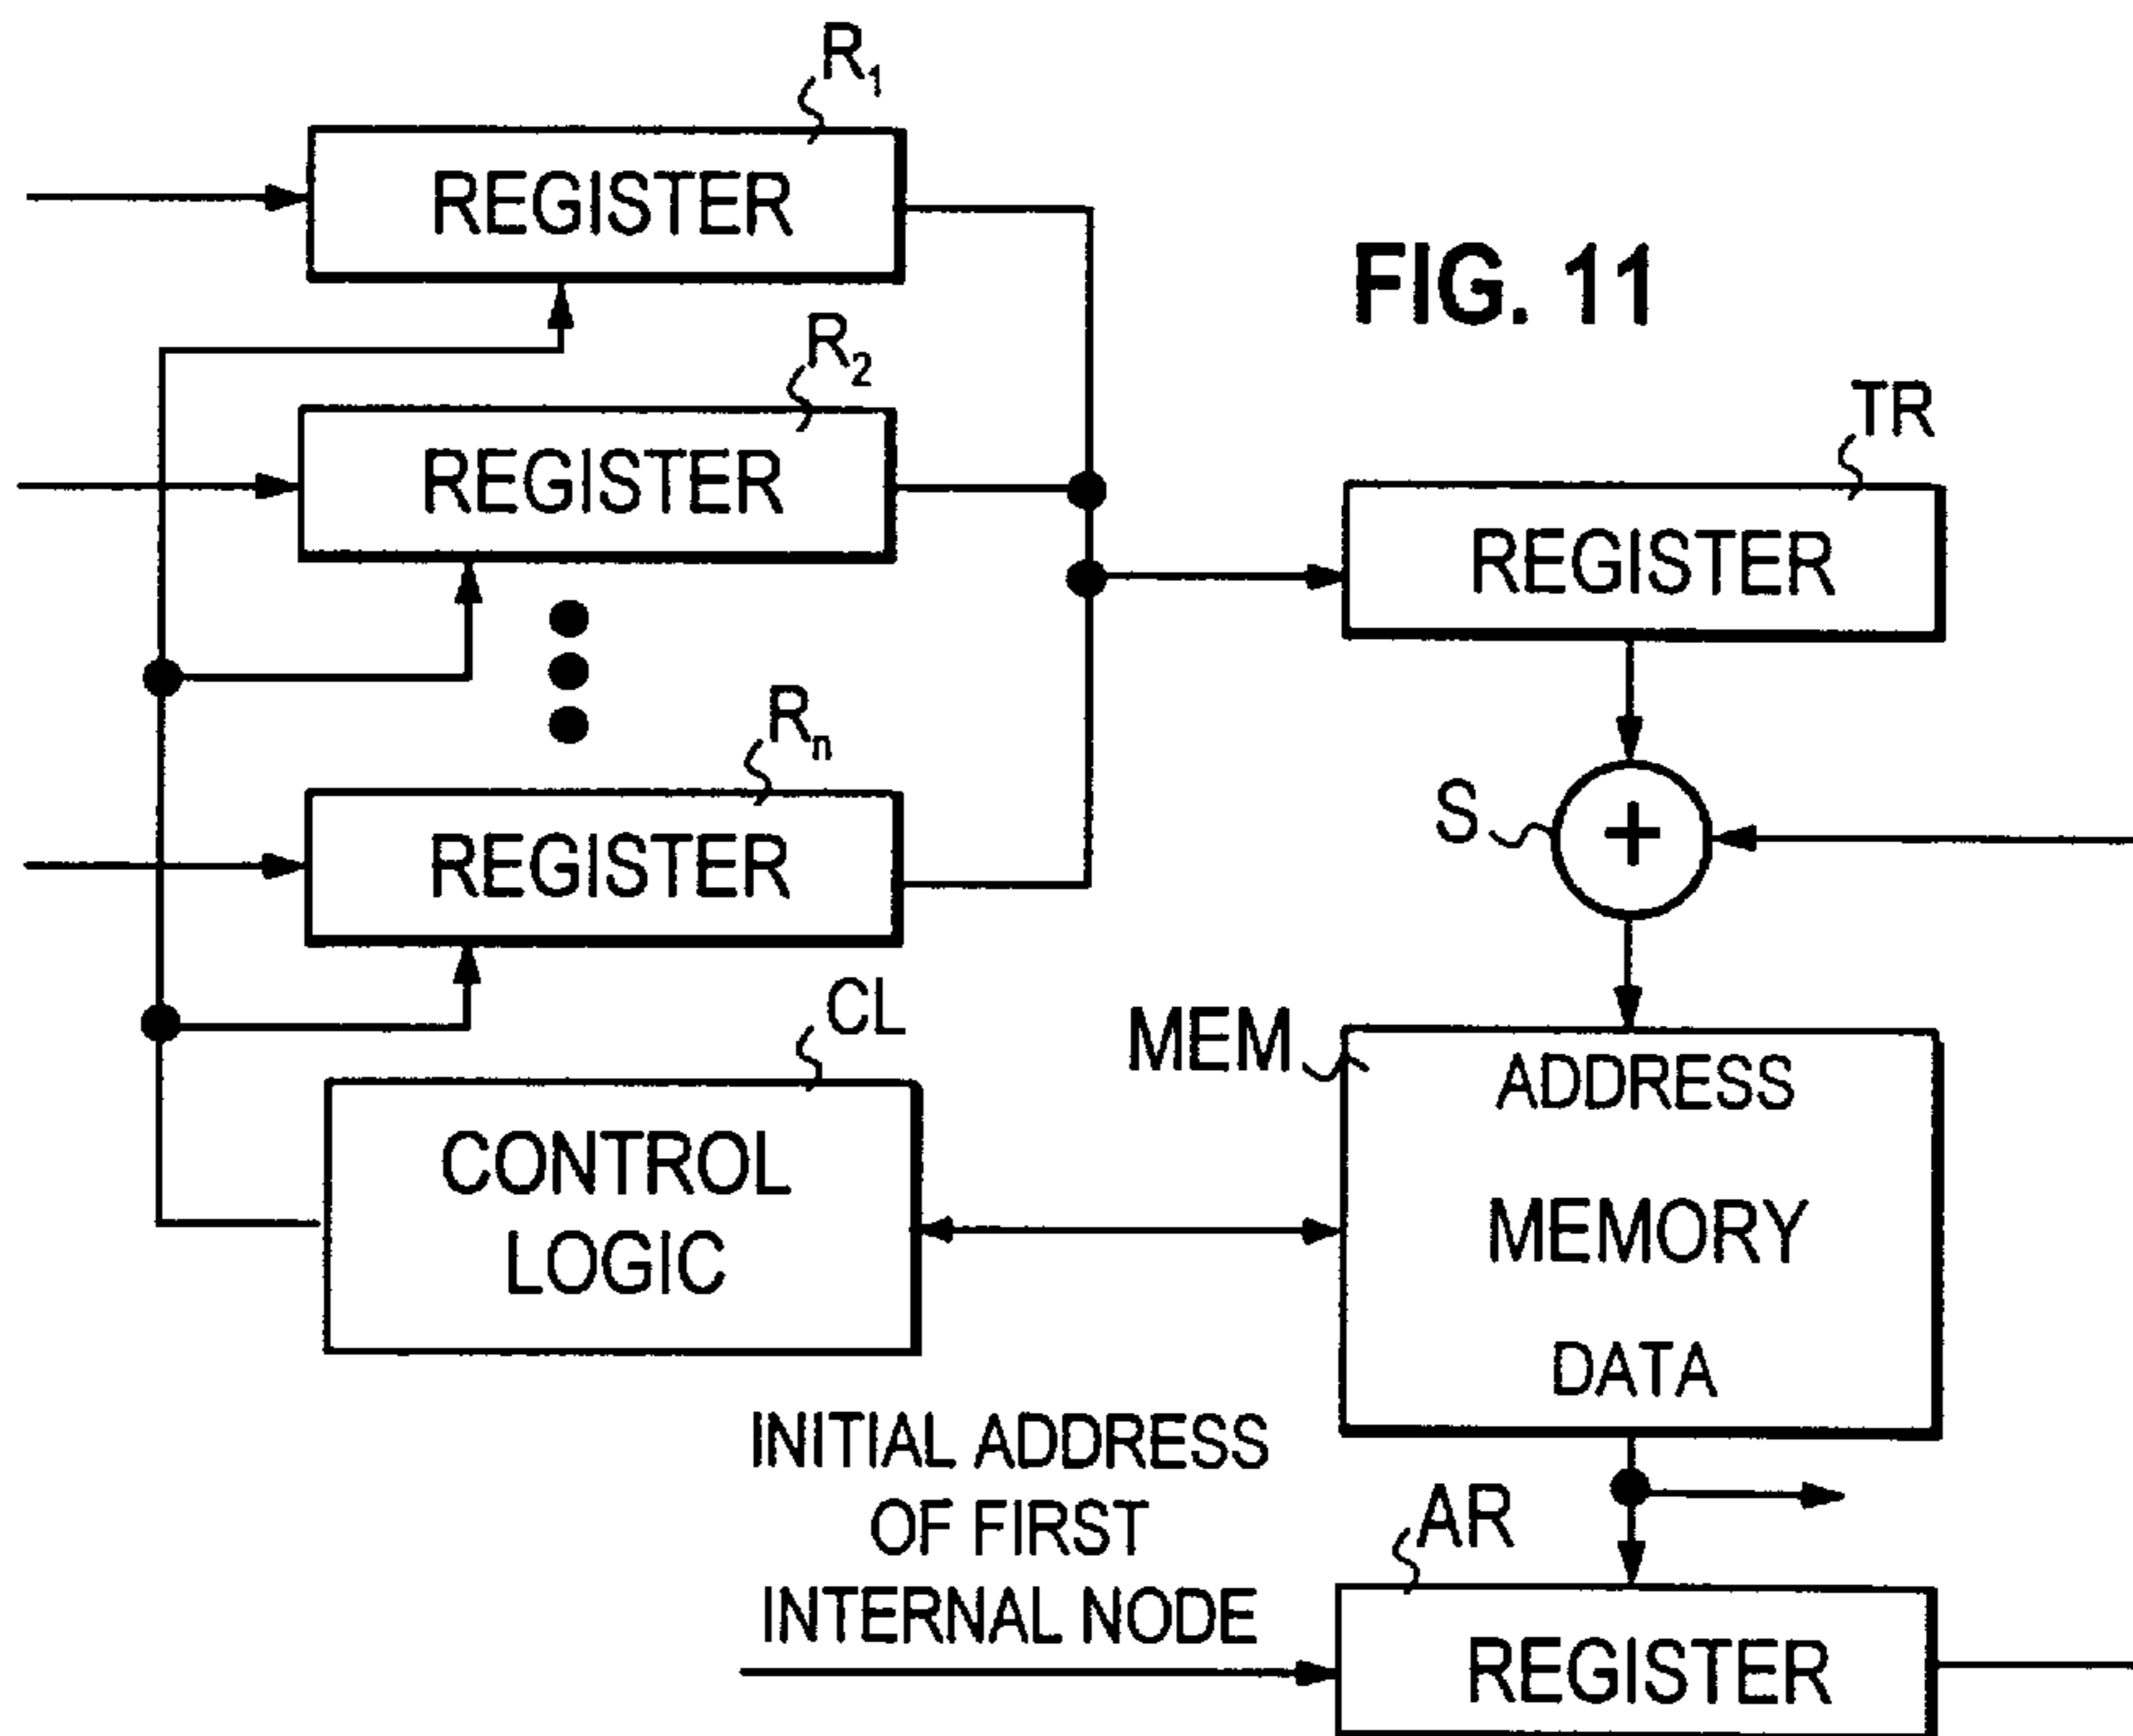 R1
REGISTER
FIG. 11
R2
REGISTER
TR
REGISTER
Rn
REGISTER
S
+
CL
CONTROL
LOGIC
MEM
ADDRESS
MEMORY
DATA
INITIAL ADDRESS
OF FIRST
INTERNAL NODE
AR
REGISTER